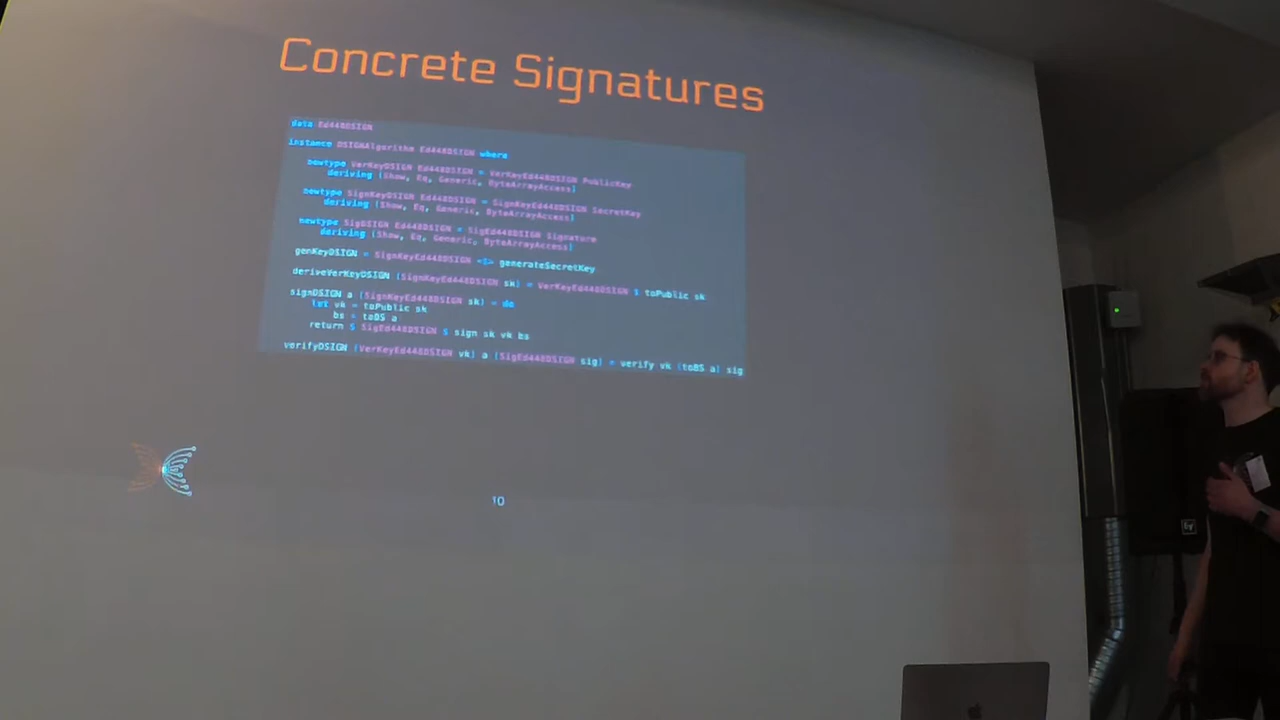 Concrete Signatures
data Ed448DSIGN
instance DSIGNAlgorithm Ed448DSIGN where
newtype VerKeyDSIGN Ed448DSIGN = VerKeyEd448DSIGN PublicKey
deriving (Show, Eq, Generic, ByteArrayAccess)
newtype SignKeyDSIGN Ed448DSIGN = SignKeyEd448DSIGN SecretKey
deriving (Show, Eq, Generic, ByteArrayAccess)
newtype SigDSIGN Ed448DSIGN = SigEd448DSIGN Signature
deriving (Show, Eq, Generic, ByteArrayAccess)
genKeyDSIGN = SignKeyEd448DSIGN <$> generateSecretKey
deriveVerKeyDSIGN (SignKeyEd448DSIGN sk) = VerKeyEd448DSIGN $ toPublic sk
signDSIGN a (SignKeyEd448DSIGN sk) = do
let vk = toPublic sk
bs = toBS a
return $ SigEd448DSIGN $ sign sk vk bs
verifyDSIGN (VerKeyEd448DSIGN vk) a (SigEd448DSIGN sig) = verify vk (toBS a) sig
10
EV